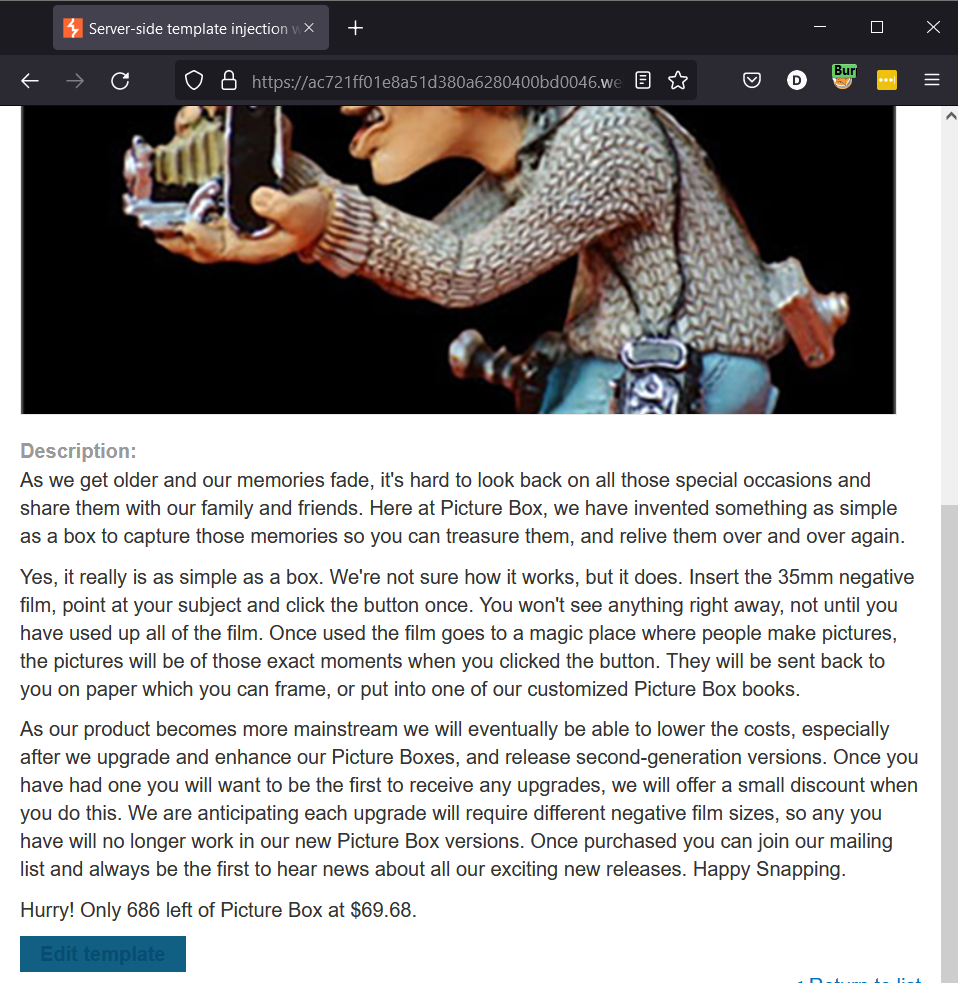 Server-side template injection w
https://ac721ff01e8a51d380a6280400bd0046.we
D
Bur
Description:
As we get older and our memories fade, it's hard to look back on all those special occasions and
share them with our family and friends. Here at Picture Box, we have invented something as simple
as a box to capture those memories so you can treasure them, and relive them over and over again.
Yes, it really is as simple as a box. We're not sure how it works, but it does. Insert the 35mm negative
film, point at your subject and click the button once. You won't see anything right away, not until you
have used up all of the film. Once used the film goes to a magic place where people make pictures,
the pictures will be of those exact moments when you clicked the button. They will be sent back to
you on paper which you can frame, or put into one of our customized Picture Box books.
As our product becomes more mainstream we will eventually be able to lower the costs, especially
after we upgrade and enhance our Picture Boxes, and release second-generation versions. Once you
have had one you will want to be the first to receive any upgrades, we will offer a small discount when
you do this. We are anticipating each upgrade will require different negative film sizes, so any you
have will no longer work in our new Picture Box versions. Once purchased you can join our mailing
list and always be the first to hear news about all our exciting new releases. Happy Snapping.
Hurry! Only 686 left of Picture Box at $69.68.
Edit template
< Return to list